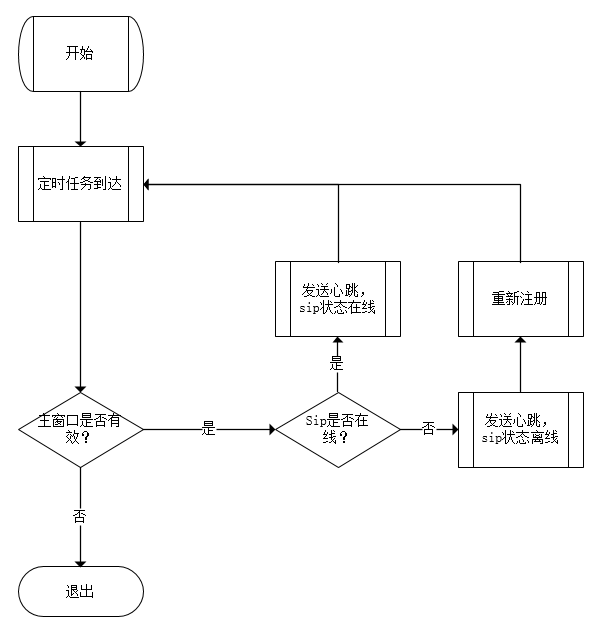 开始
定时任务到达
发送心跳，
sip状态在线
重新注册
是
主窗口是否有
效？
是
Sip是否在
线？
否
发送心跳，
sip状态离线
否
退出